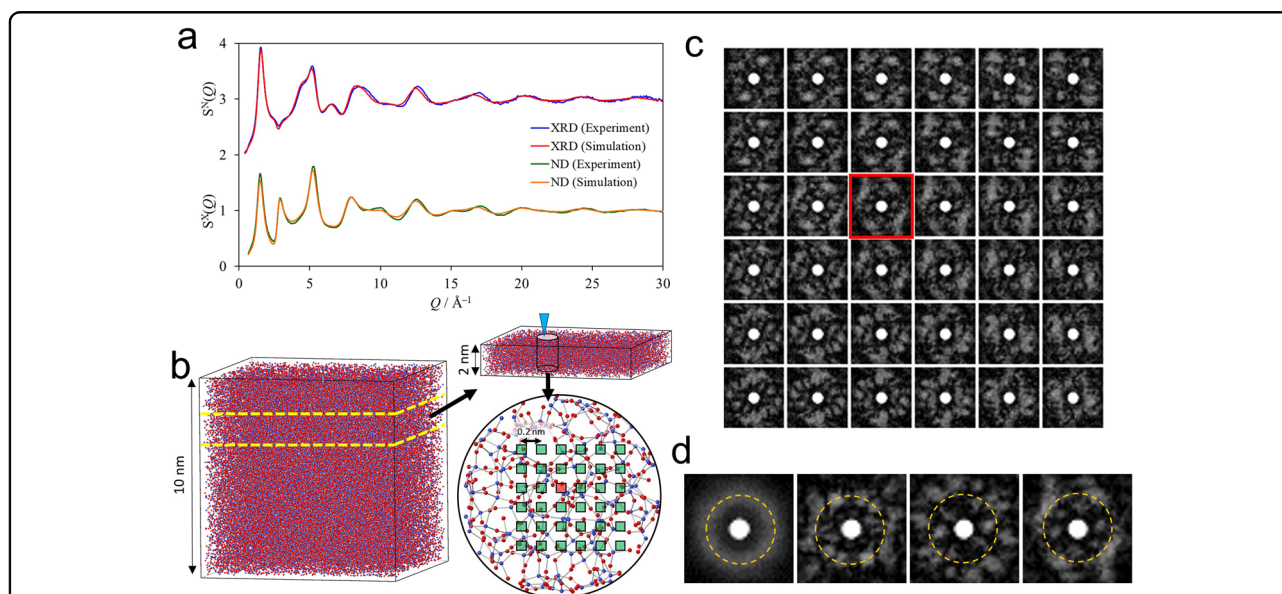 a
4
3
2
1
0
S^N(Q)
S^X(Q)
XRD (Experiment)
XRD (Simulation)
ND (Experiment)
ND (Simulation)
0 5 10 15 20 25 30
Q / Å⁻¹
b
10 nm
2 nm
0.2 nm
c
d